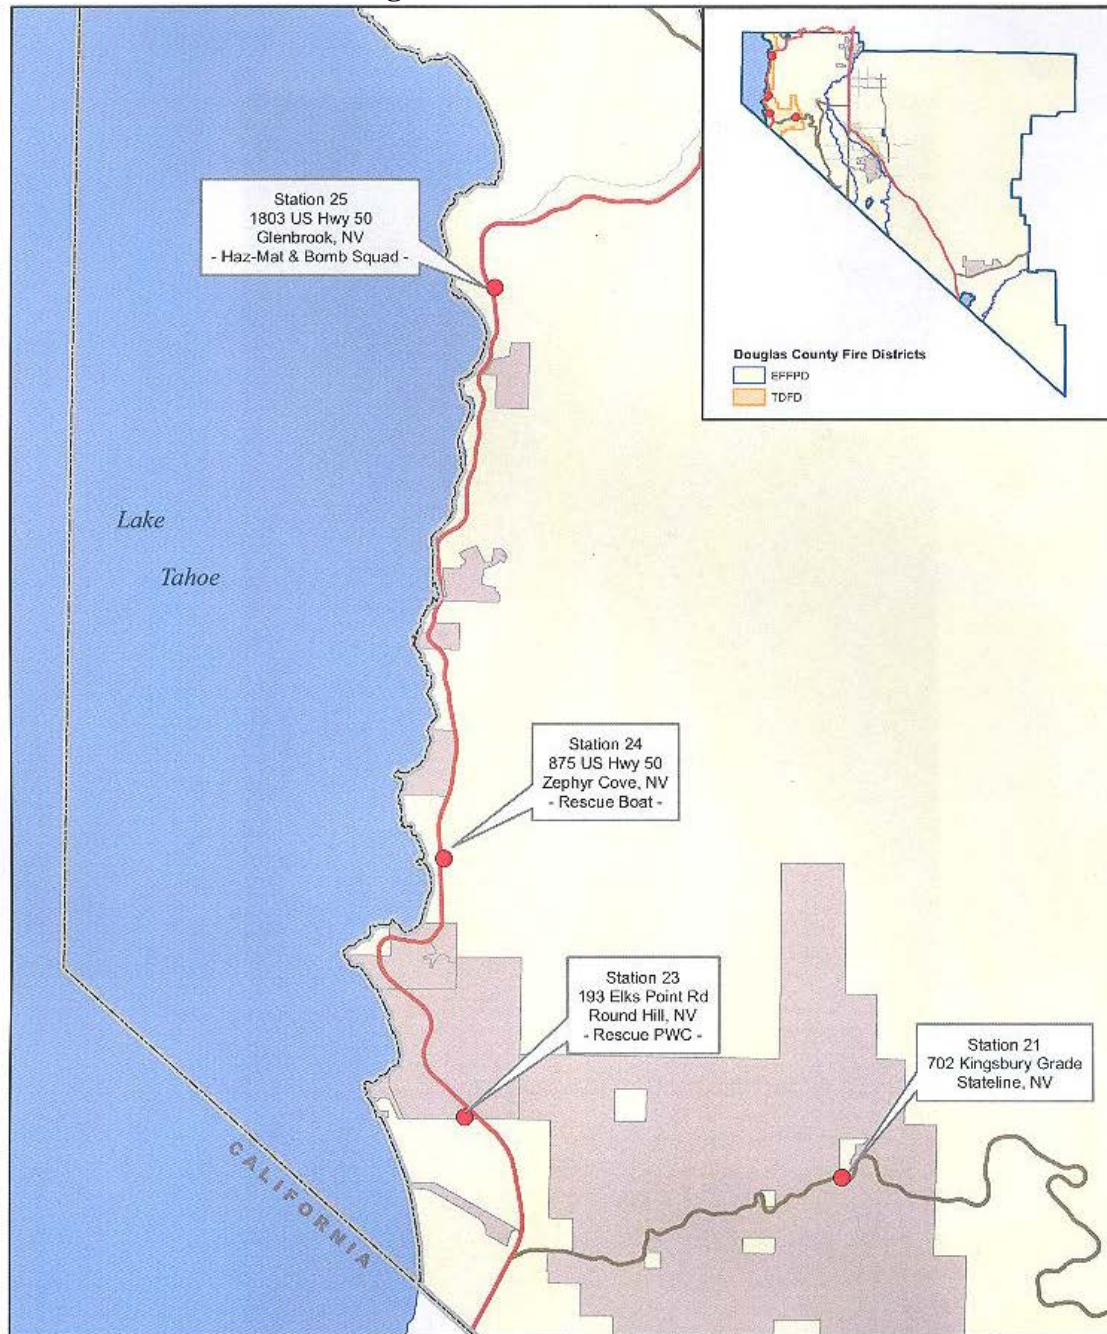 Station 25
1803 US Hwy 50
Glenbrook, NV
- Haz-Mat & Bomb Squad -
Douglas County Fire Districts
EFFPD
TDFD
Lake
Tahoe
Station 24
875 US Hwy 50
Zephyr Cove, NV
- Rescue Boat -
Station 23
193 Elks Point Rd
Round Hill, NV
- Rescue PWC -
Station 21
702 Kingsbury Grade
Stateline, NV
CALIFORNIA